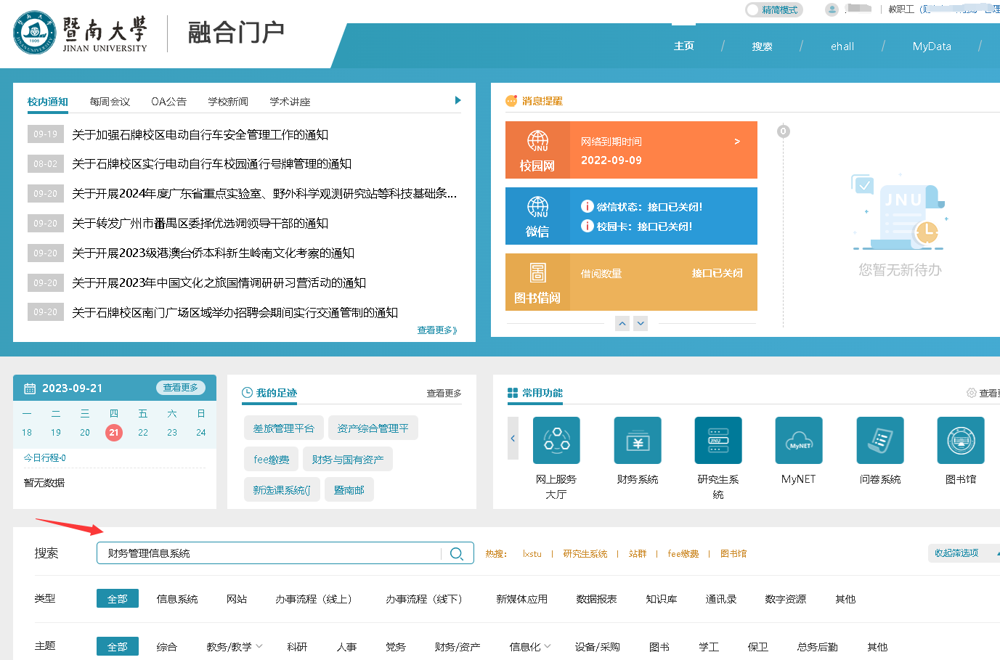 精简模式
教职工
暨南大学
JINAN UNIVERSITY
1906
融合门户
主页 / 搜索 / ehall / MyData /
校内通知 每周会议 OA公告 学校新闻 学术讲座
09-19 关于加强石牌校区电动自行车安全管理工作的通知
08-02 关于石牌校区实行电动自行车校园通行号牌管理的通知
09-20 关于开展2024年度广东省重点实验室、野外科学观测研究站等科技基础条...
09-20 关于转发广州市番禺区委择优选调领导干部的通知
09-20 关于开展2023级港澳台侨本科新生岭南文化考察的通知
09-20 关于开展2023年中国文化之旅国情调研研习营活动的通知
09-20 关于石牌校区南门广场区域举办招聘会期间实行交通管制的通知
查看更多》
消息提醒
JNU
校园网
网络到期时间 >
2022-09-09
JNU
微信
微信状态：接口已关闭!
校园卡：接口已关闭!
图书借阅
借阅数量 接口已关闭
0
JNU
您暂无新待办
2023-09-21 查看更多
一 二 三 四 五 六 日
18 19 20 21 22 23 24
今日行程·0
暂无数据
我的足迹 查看更多
差旅管理平台 资产综合管理平
fee缴费 财务与国有资产
新选课系统(j 暨南邮
常用功能 查看
JNU
MyNET
网上服务大厅
财务系统
研究生系统
MyNET
问卷系统
图书馆
搜索 财务管理信息系统
热搜： lxstu | 研究生系统 | 站群 | fee缴费 | 图书馆
收起筛选项
类型 全部 信息系统 网站 办事流程（线上） 办事流程（线下） 新媒体应用 数据报表 知识库 通讯录 数字资源 其他
主题 全部 综合 教务/教学 科研 人事 党务 财务/资产 信息化 设备/采购 图书 学工 保卫 总务后勤 其他